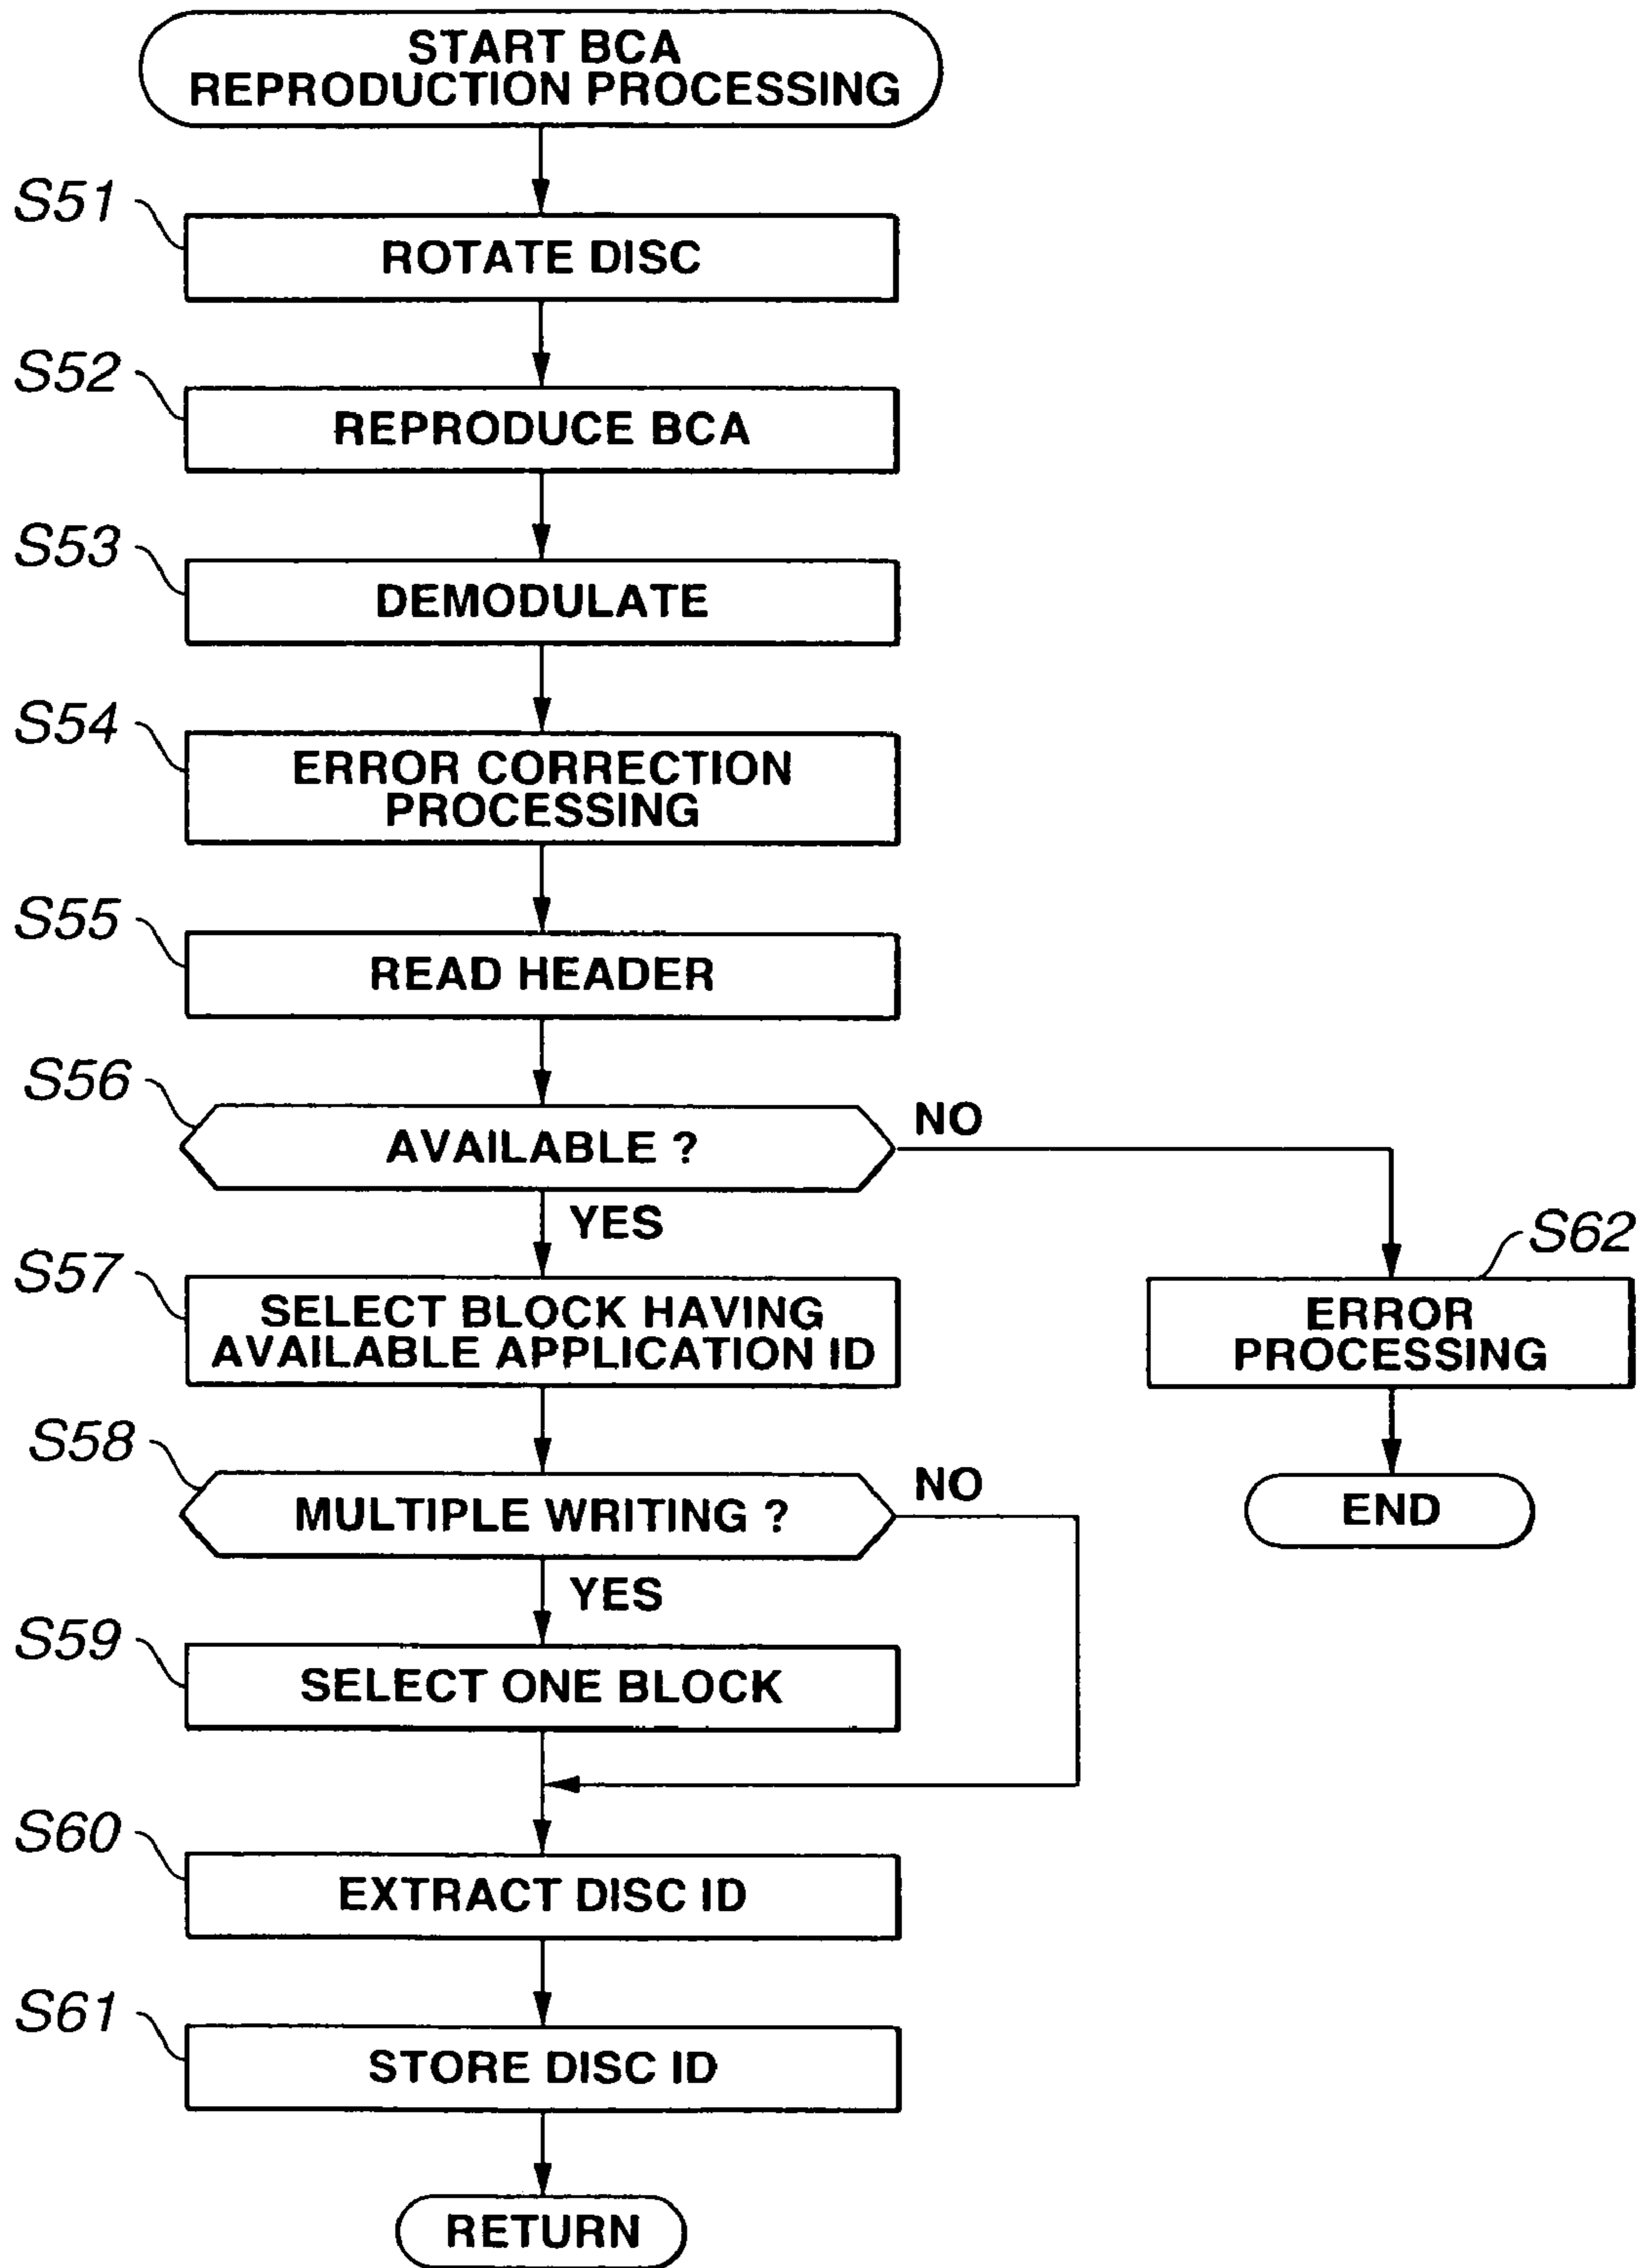 START BCA
REPRODUCTION PROCESSING
S51
ROTATE DISC
S52
REPRODUCE BCA
S53
DEMODULATE
S54
ERROR CORRECTION
PROCESSING
S55
READ HEADER
S56
AVAILABLE ?
NO
YES
S57
SELECT BLOCK HAVING
AVAILABLE APPLICATION ID
S62
ERROR
PROCESSING
S58
MULTIPLE WRITING ?
NO
END
YES
S59
SELECT ONE BLOCK
S60
EXTRACT DISC ID
S61
STORE DISC ID
RETURN